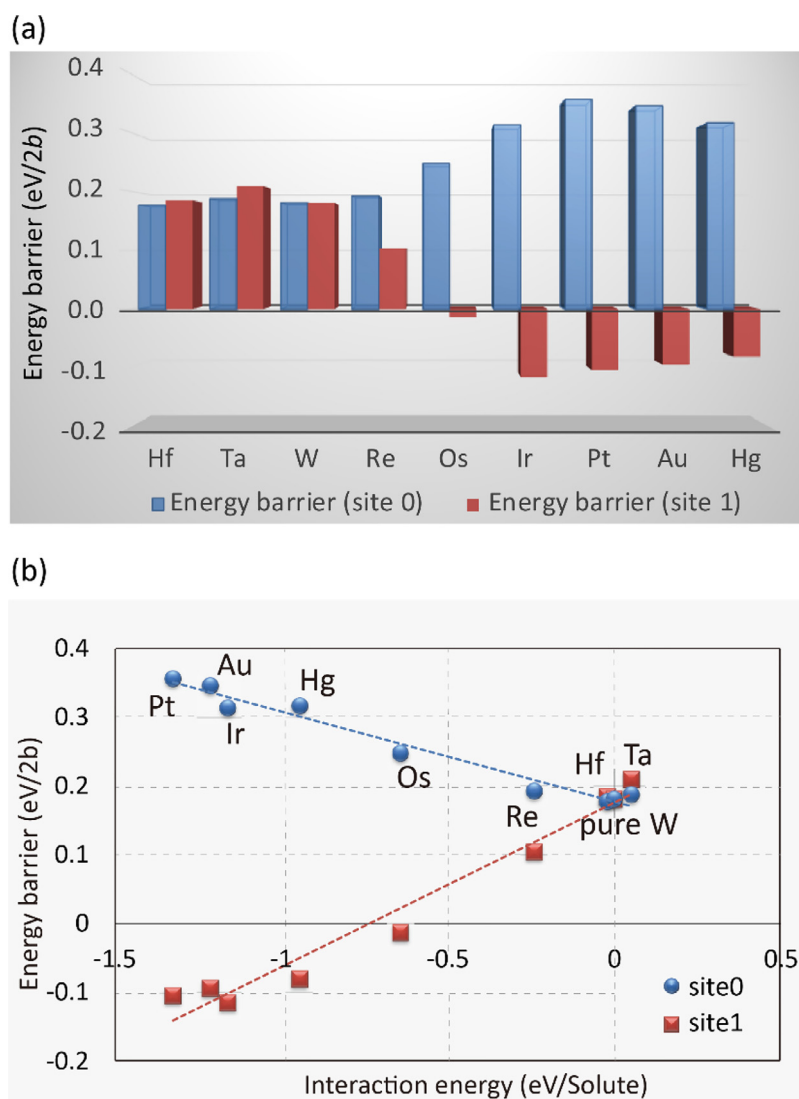 (a)
0.4
0.3
0.2
0.1
0.0
-0.1
-0.2
Energy barrier (eV/2b)
Hf Ta W Re Os Ir Pt Au Hg
Energy barrier (site 0) Energy barrier (site 1)
(b)
0.4
0.3
0.2
0.1
0
-0.1
-0.2
Energy barrier (eV/2b)
Au
Hg
Pt
Ir
Os
Hf Ta
Re
pure W
-1.5 -1 -0.5 0 0.5
site0
site1
Interaction energy (eV/Solute)